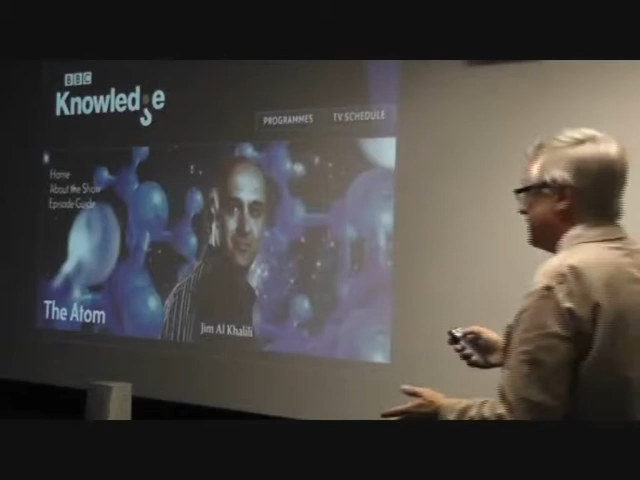 BBC
Knowledge
PROGRAMMES TV SCHEDULE
Home
About the Show
Episode Guide
The Atom
Jim Al Khalili